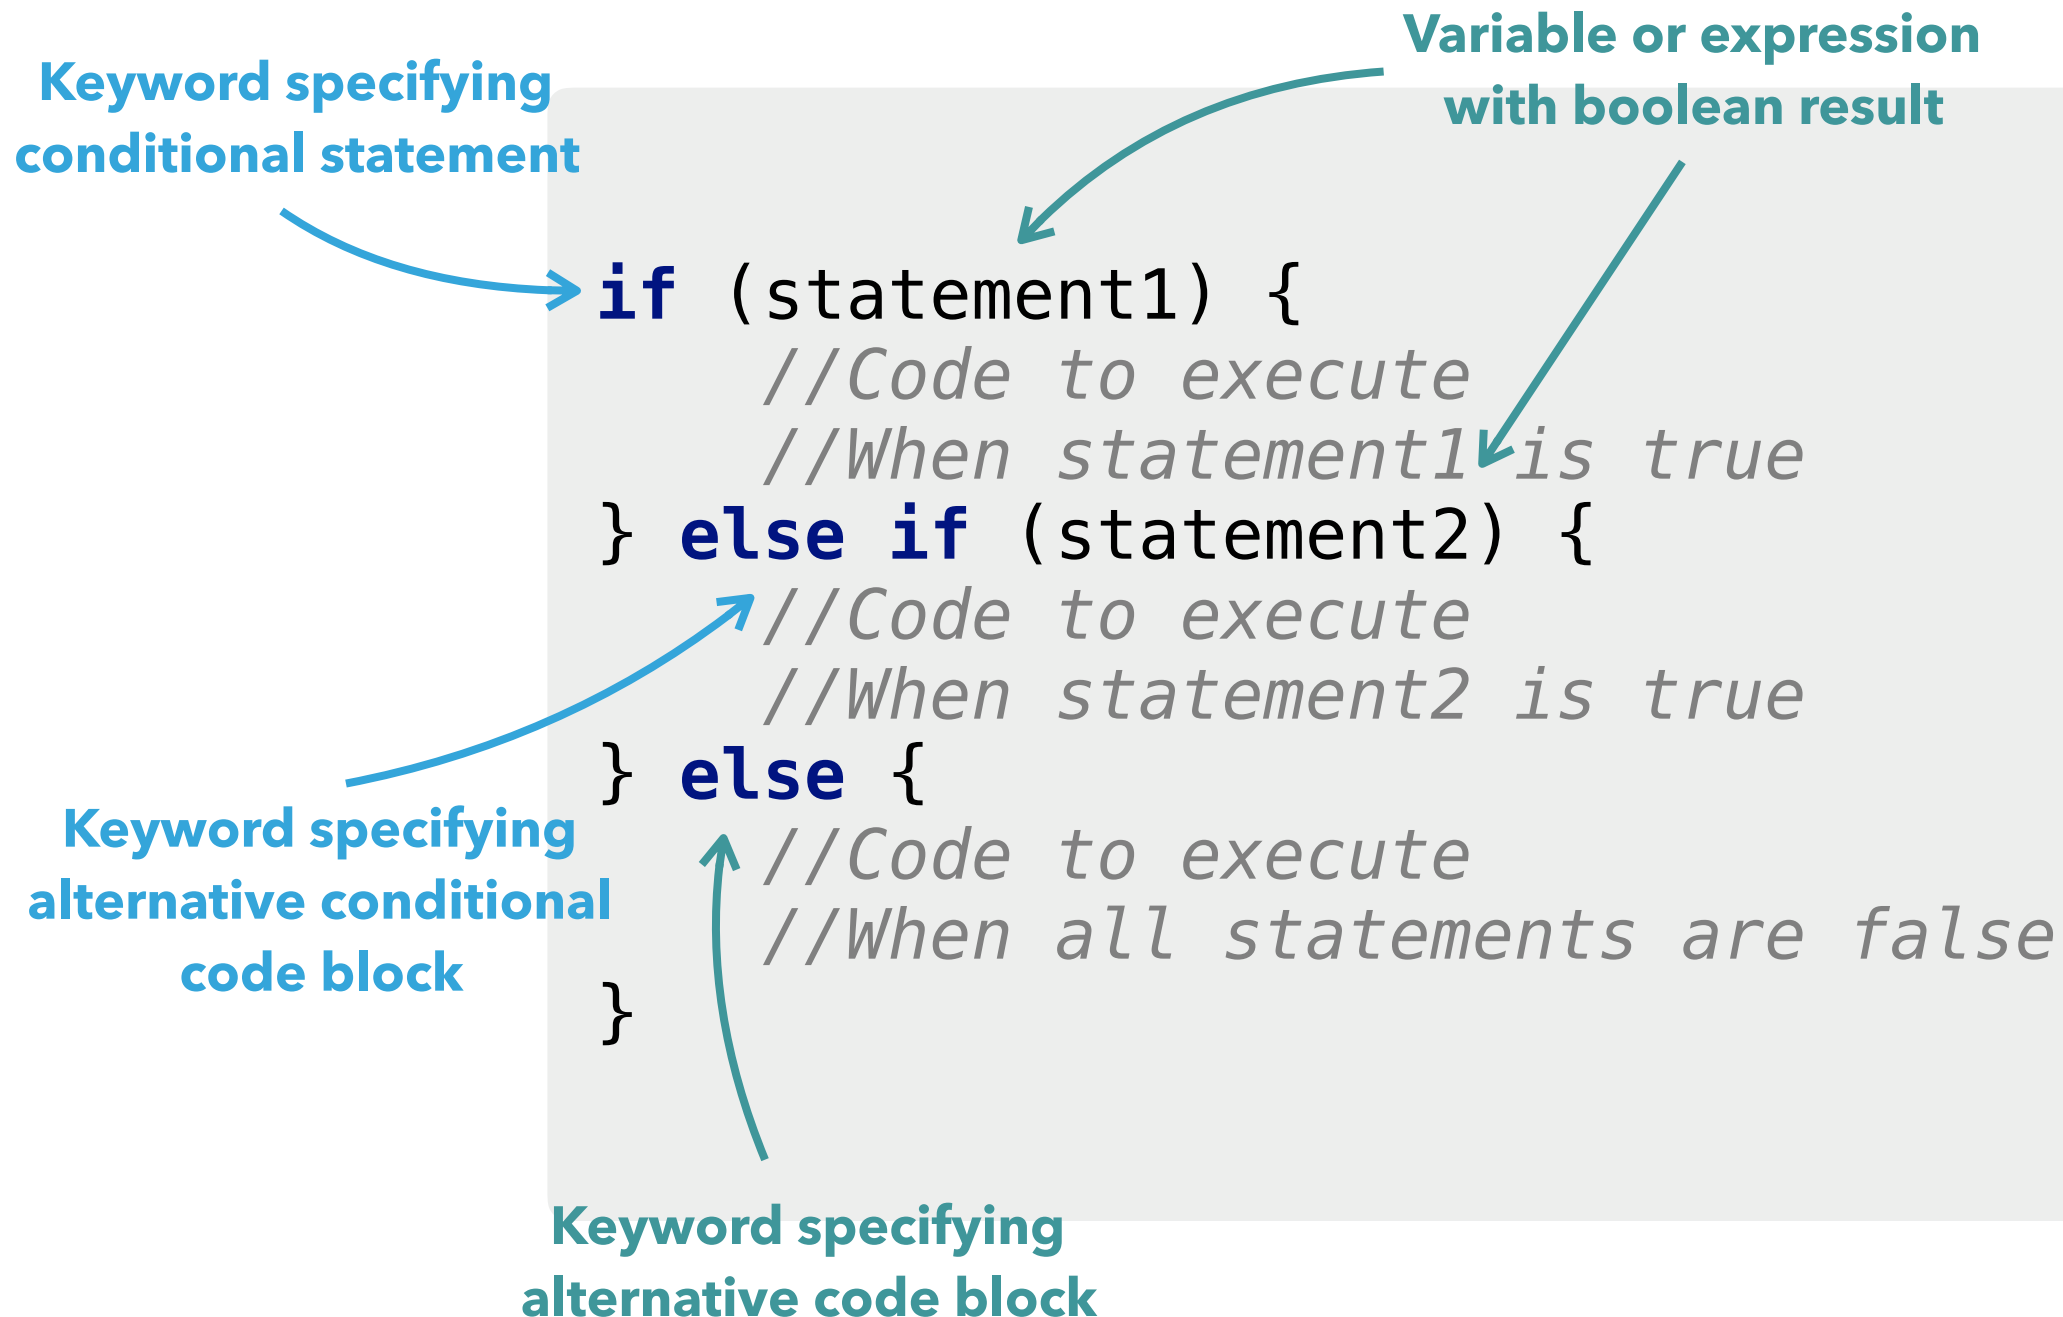 Variable or expression
with boolean result
Keyword specifying
conditional statement
if (statement1) {
    //Code to execute
    //When statement1 is true
} else if (statement2) {
    //Code to execute
    //When statement2 is true
} else {
    //Code to execute
    //When all statements are false
}
Keyword specifying
alternative conditional
code block
Keyword specifying
alternative code block